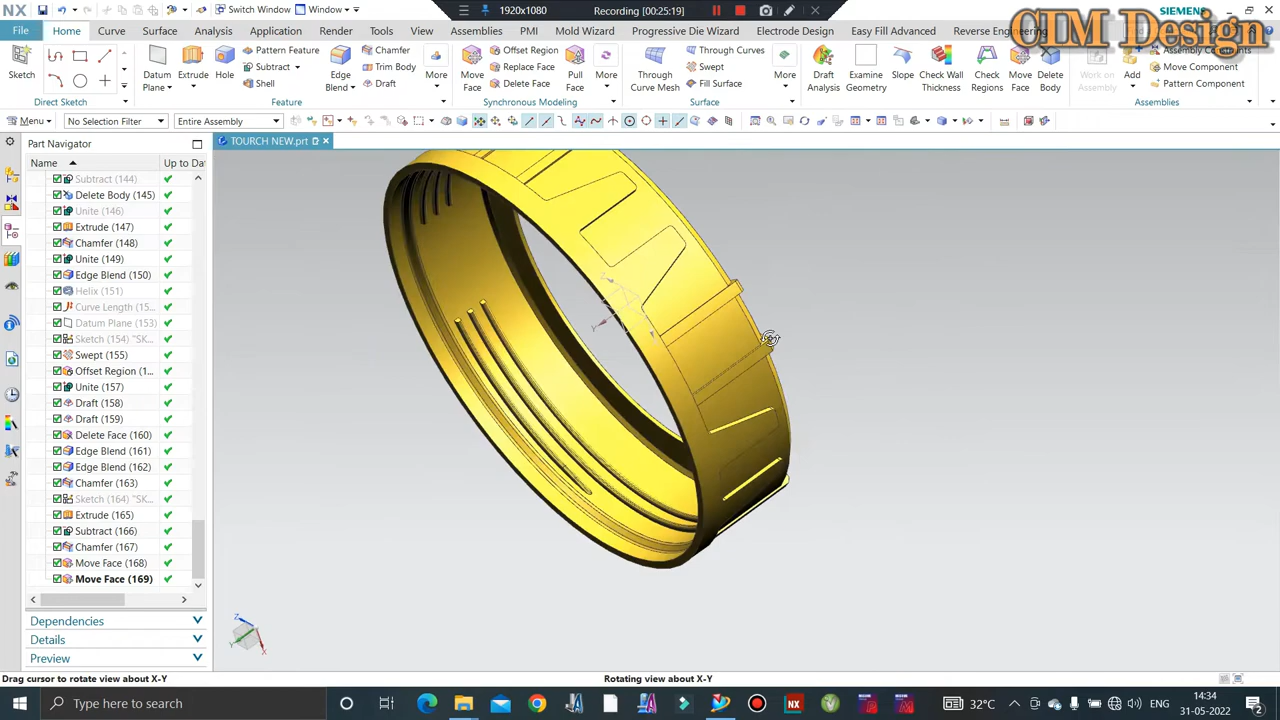 NX Switch Window Window 1920x1080 Recording [00:25:19] SIEMENS
CIM Design
File Home Curve Surface Analysis Application Render Tools View Assemblies PMI Mold Wizard Progressive Die Wizard Electrode Design Easy Fill Advanced Reverse Engineering
Pattern Feature Chamfer Offset Region Through Curves Assembly Constraints
Subtract Trim Body Replace Face Swept Move Component
Shell Draft Delete Face Fill Surface Pattern Component
Sketch Datum Plane Extrude Hole Edge Blend More Move Face Pull Face More Through Curve Mesh More Draft Analysis Examine Geometry Slope Check Wall Thickness Check Regions Move Face Delete Body Work on Assembly Add
Direct Sketch Feature Synchronous Modeling Surface Assemblies
Menu No Selection Filter Entire Assembly
Part Navigator TOURCH NEW.prt
Name Up to Da
Subtract (144)
Delete Body (145)
Unite (146)
Extrude (147)
Chamfer (148)
Unite (149)
Edge Blend (150)
Helix (151)
Curve Length (15...
Datum Plane (153)
Sketch (154) "SK...
Swept (155)
Offset Region (1...
Unite (157)
Draft (158)
Draft (159)
Delete Face (160)
Edge Blend (161)
Edge Blend (162)
Chamfer (163)
Sketch (164) "SK...
Extrude (165)
Subtract (166)
Chamfer (167)
Move Face (168)
Move Face (169)
Dependencies
Details
Preview
Z
Y
X
Drag cursor to rotate view about X-Y Rotating view about X-Y
Type here to search 32°C ENG 14:34
31-05-2022